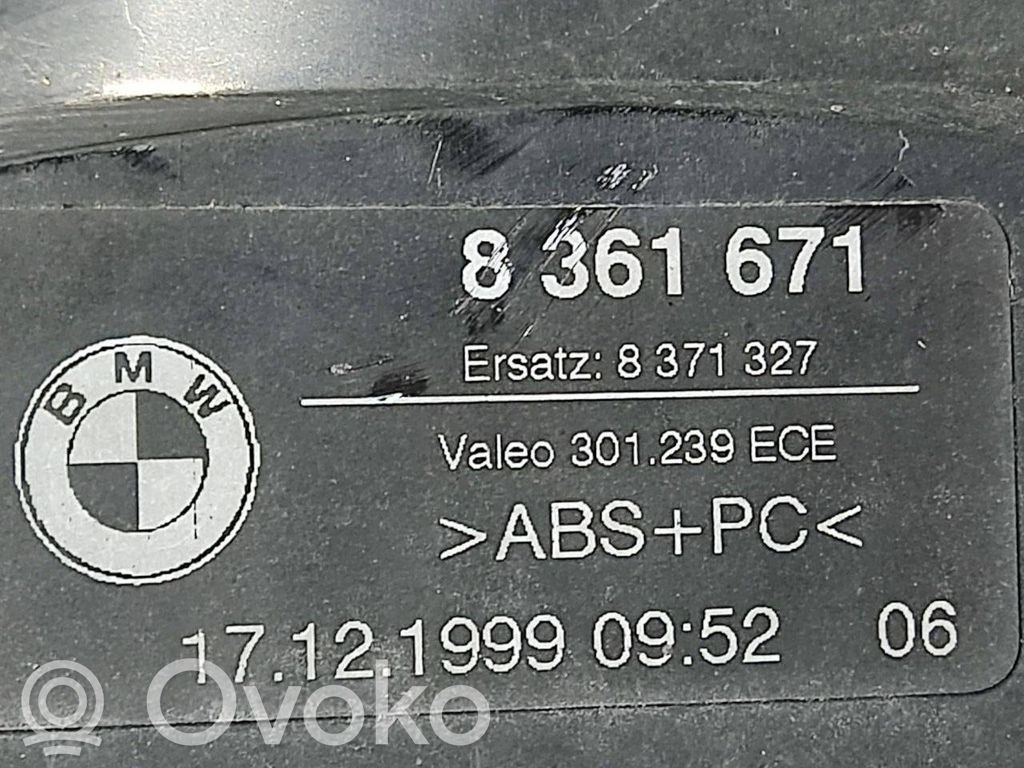 8 361 671
Ersatz: 8 371 327
BMW
Valeo 301.239 ECE
>ABS+PC<
17.12.1999 09:52 06
Ovoko